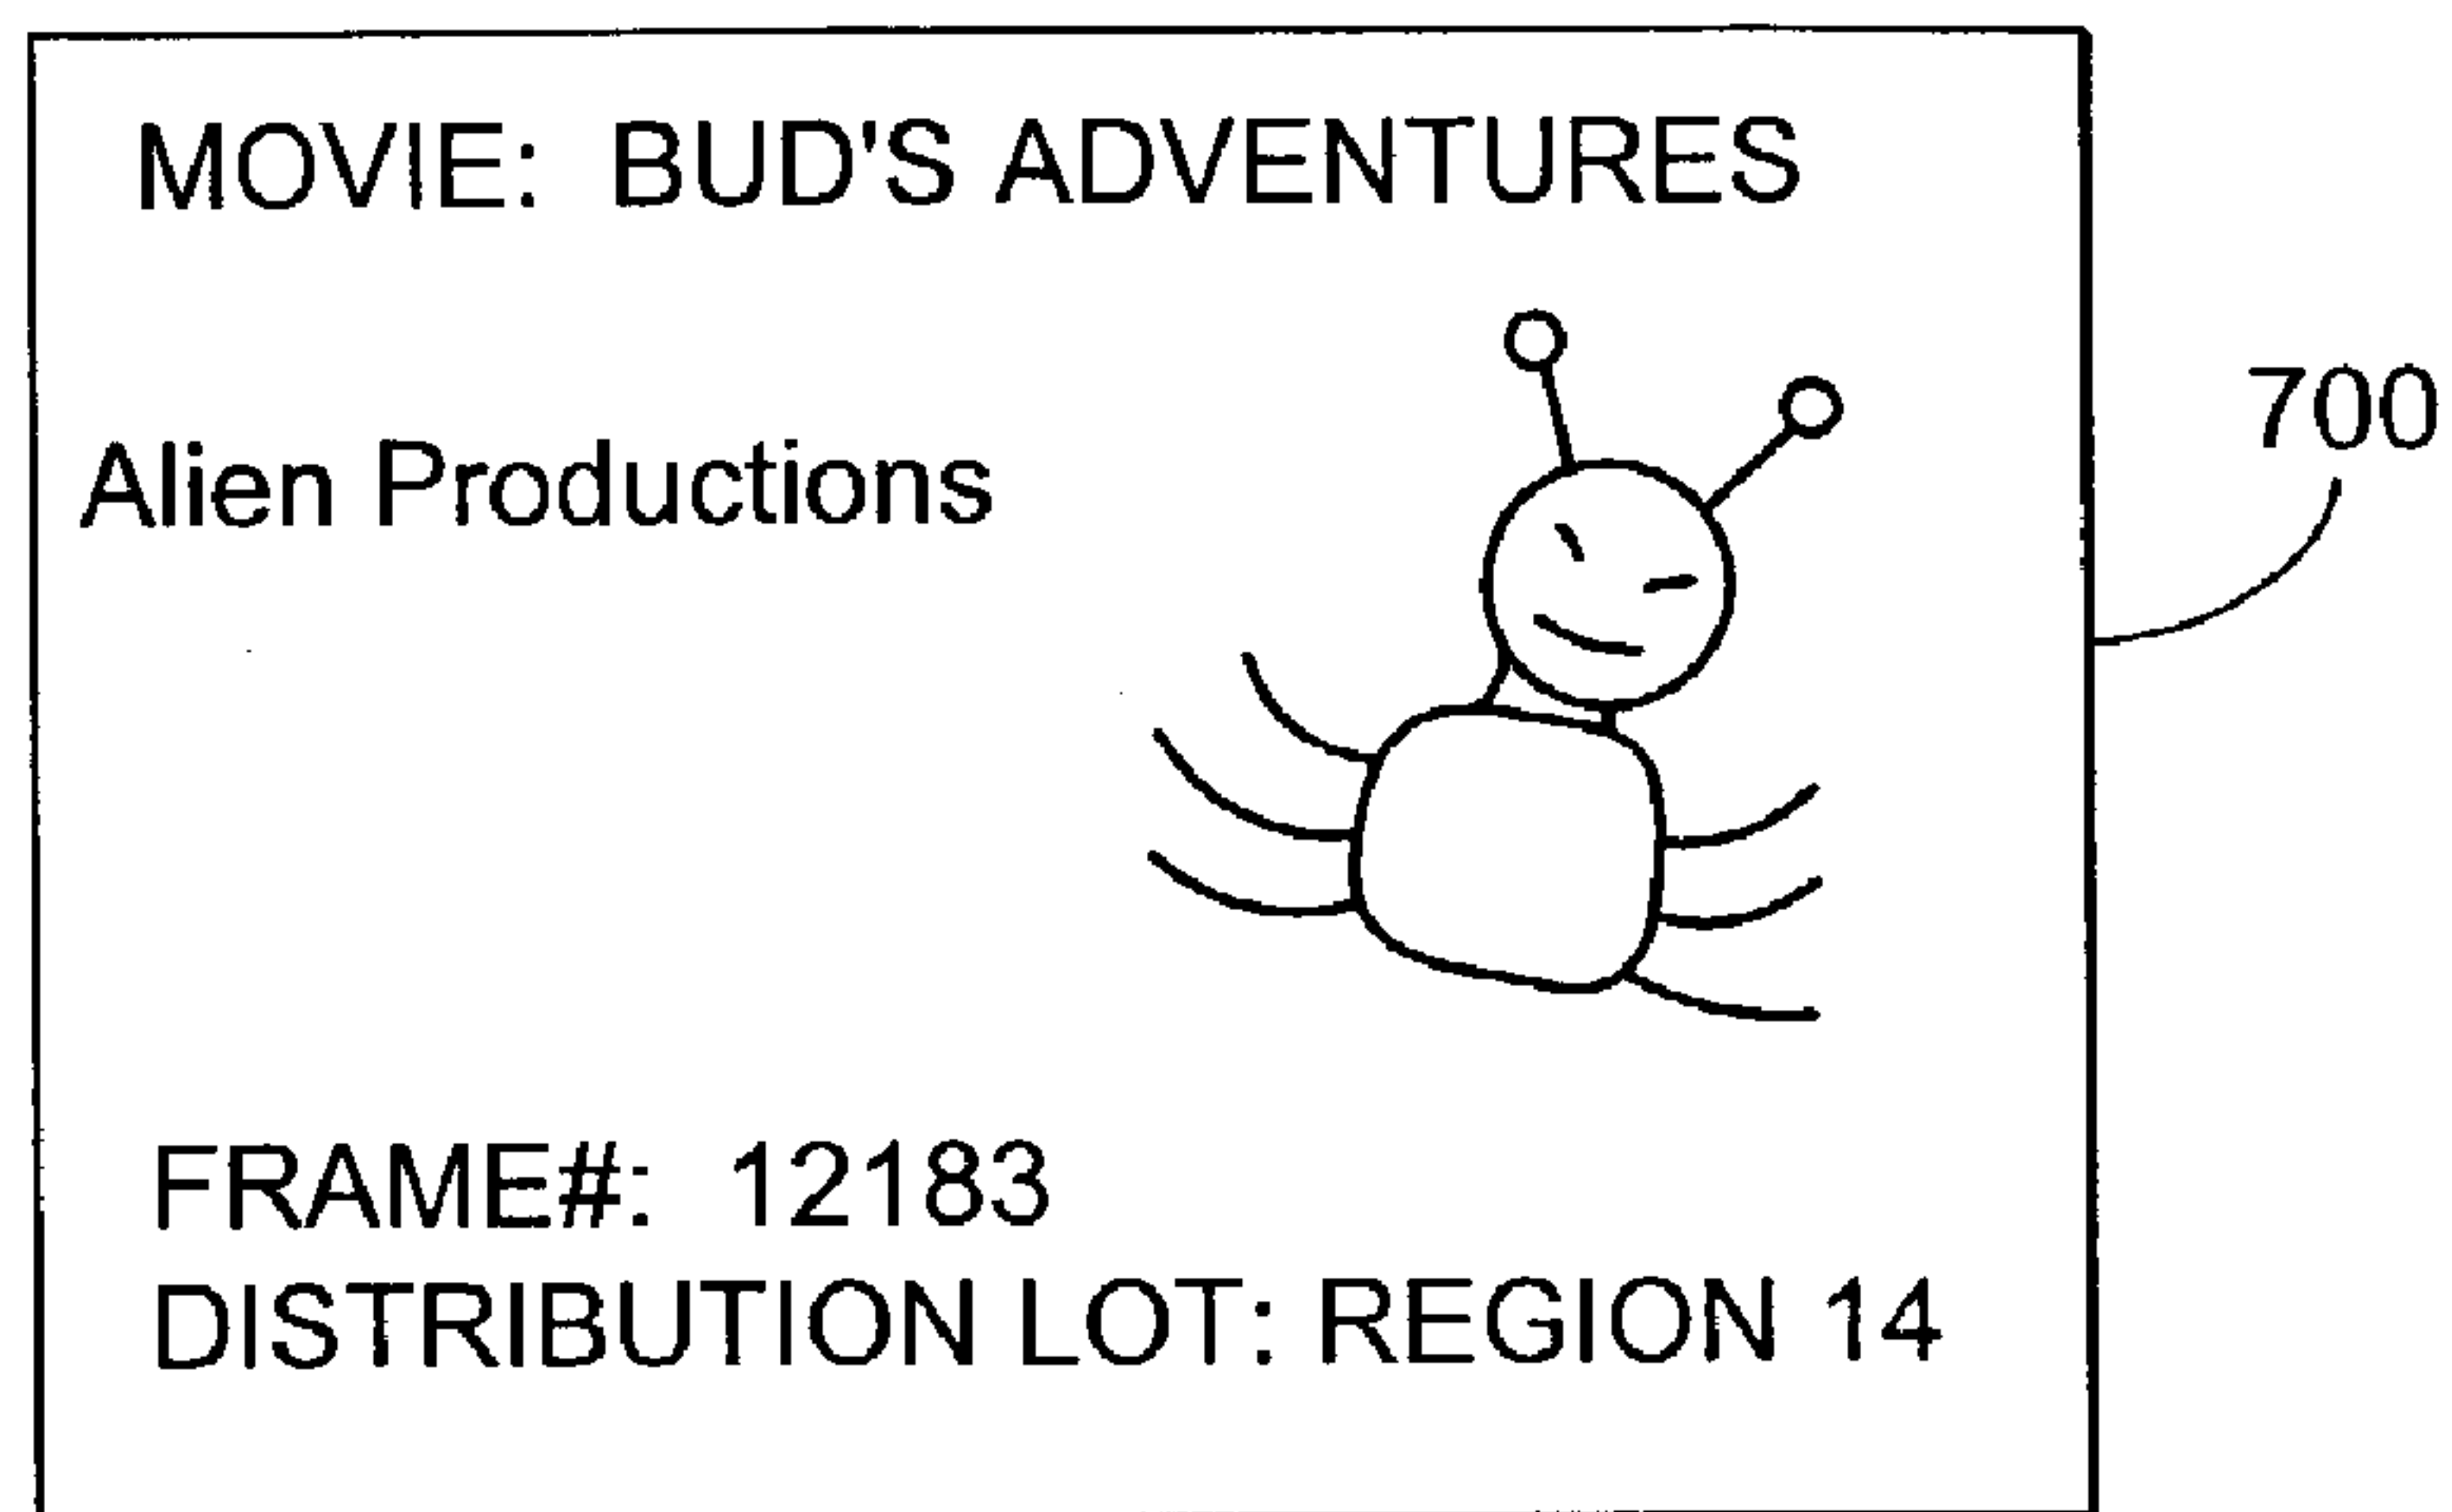 MOVIE: BUD'S ADVENTURES
Alien Productions
700
FRAME#: 12183
DISTRIBUTION LOT: REGION 14